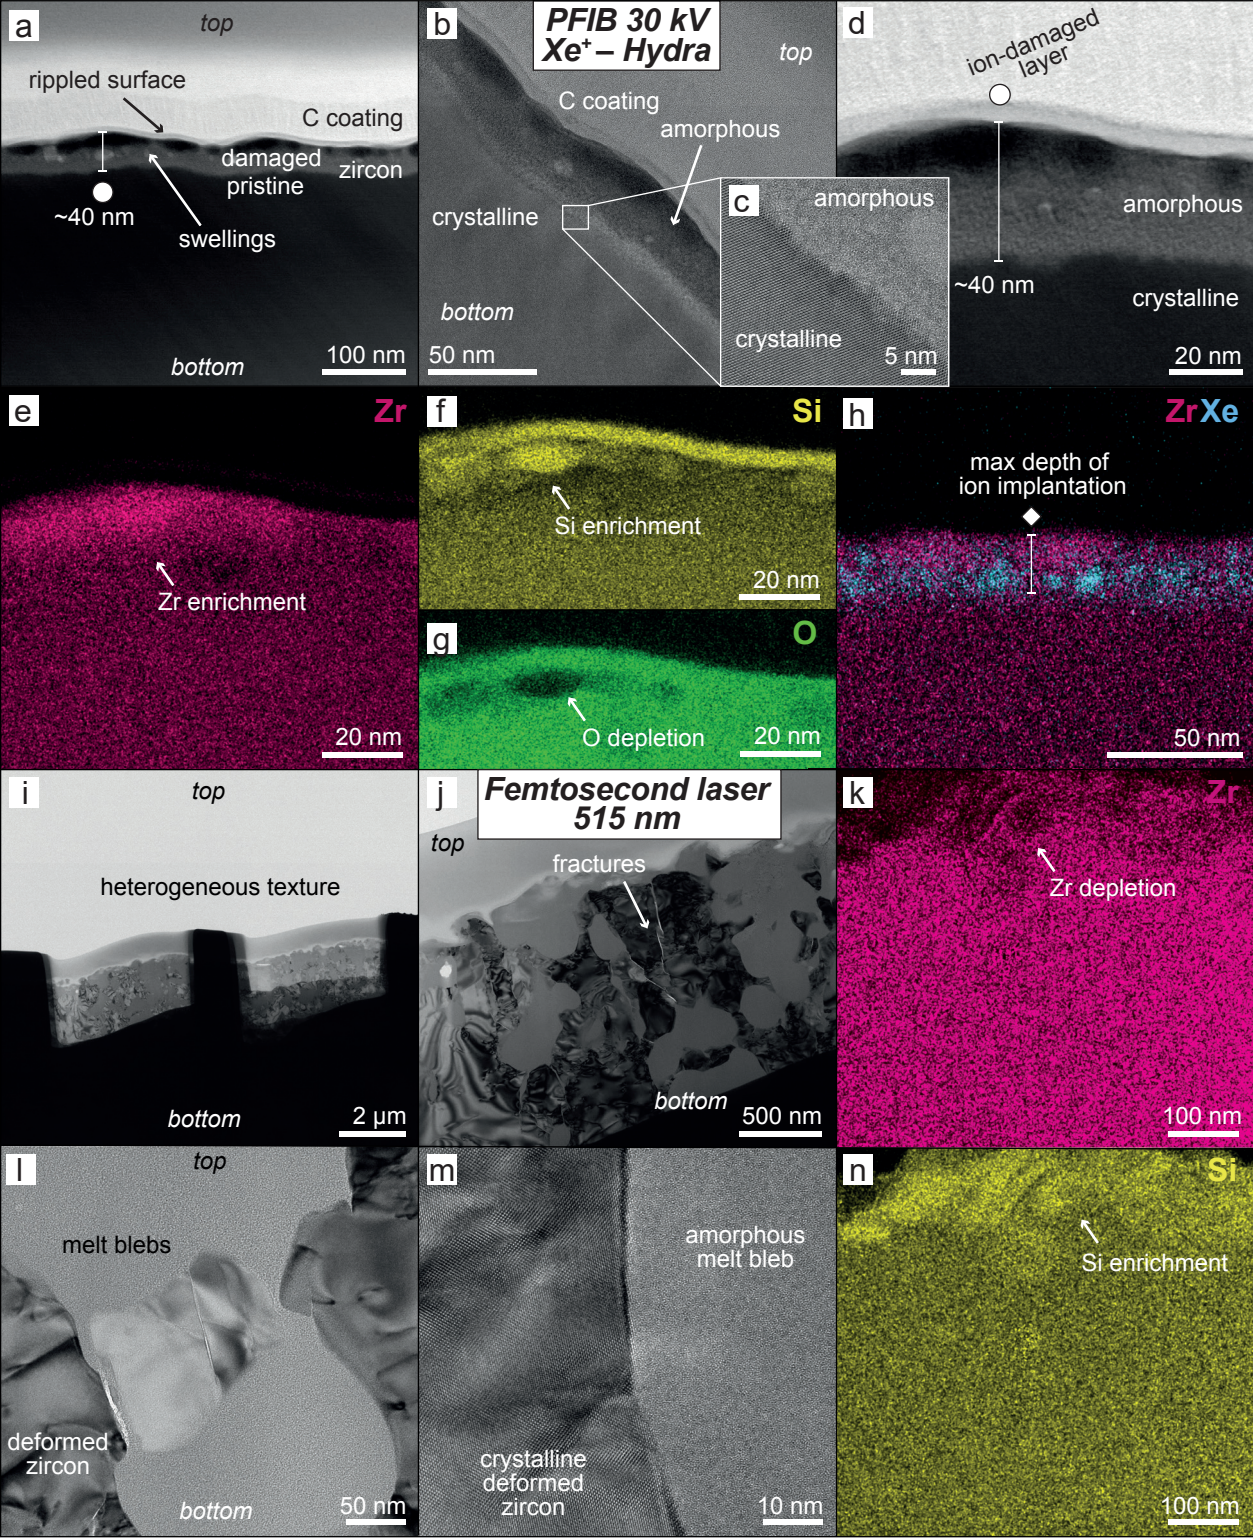 a
top
rippled surface
C coating
damaged
pristine
zircon
~40 nm
swellings
bottom
100 nm
b
PFIB 30 kV
Xe⁺ – Hydra
top
C coating
amorphous
crystalline
bottom
50 nm
c
amorphous
crystalline
5 nm
d
ion-damaged
layer
amorphous
~40 nm
crystalline
20 nm
e
Zr
Zr enrichment
20 nm
f
Si
Si enrichment
20 nm
g
O
O depletion
20 nm
h
ZrXe
max depth of
ion implantation
50 nm
i
top
heterogeneous texture
bottom
2 µm
j
Femtosecond laser
515 nm
top
fractures
bottom
500 nm
k
Zr
Zr depletion
100 nm
l
top
melt blebs
deformed
zircon
bottom
50 nm
m
amorphous
melt bleb
crystalline
deformed
zircon
10 nm
n
Si
Si enrichment
100 nm